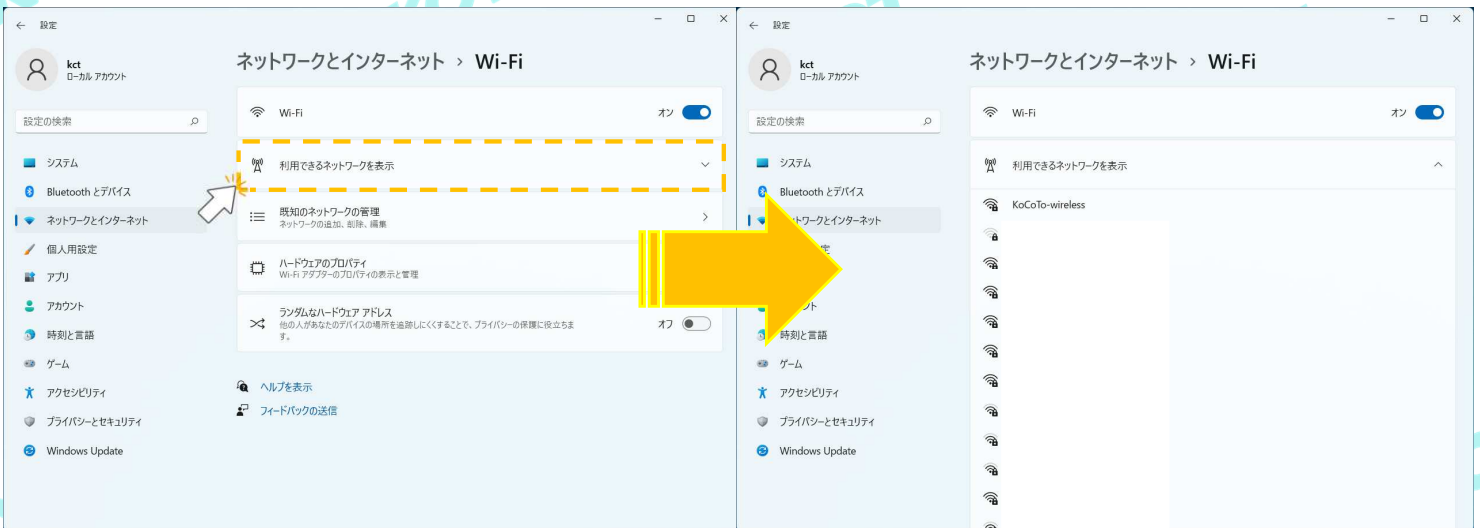 設定
kct
ローカル アカウント
設定の検索
システム
Bluetooth とデバイス
ネットワークとインターネット
個人用設定
アプリ
アカウント
時刻と言語
ゲーム
アクセシビリティ
プライバシーとセキュリティ
Windows Update
ネットワークとインターネット › Wi-Fi
Wi-Fi オン
利用できるネットワークを表示
既知のネットワークの管理
ネットワークの追加、削除、編集
ハードウェアのプロパティ
Wi-Fi アダプターのプロパティの表示と管理
ランダムなハードウェア アドレス
他の人があなたのデバイスの場所を追跡しにくくすることで、プライバシーの保護に役立ちま
す。
オフ
ヘルプを表示
フィードバックの送信
設定
kct
ローカル アカウント
設定の検索
システム
Bluetooth とデバイス
トワークとインターネット
定
ント
時刻と言語
ゲーム
アクセシビリティ
プライバシーとセキュリティ
Windows Update
ネットワークとインターネット › Wi-Fi
Wi-Fi オン
利用できるネットワークを表示
KoCoTo-wireless